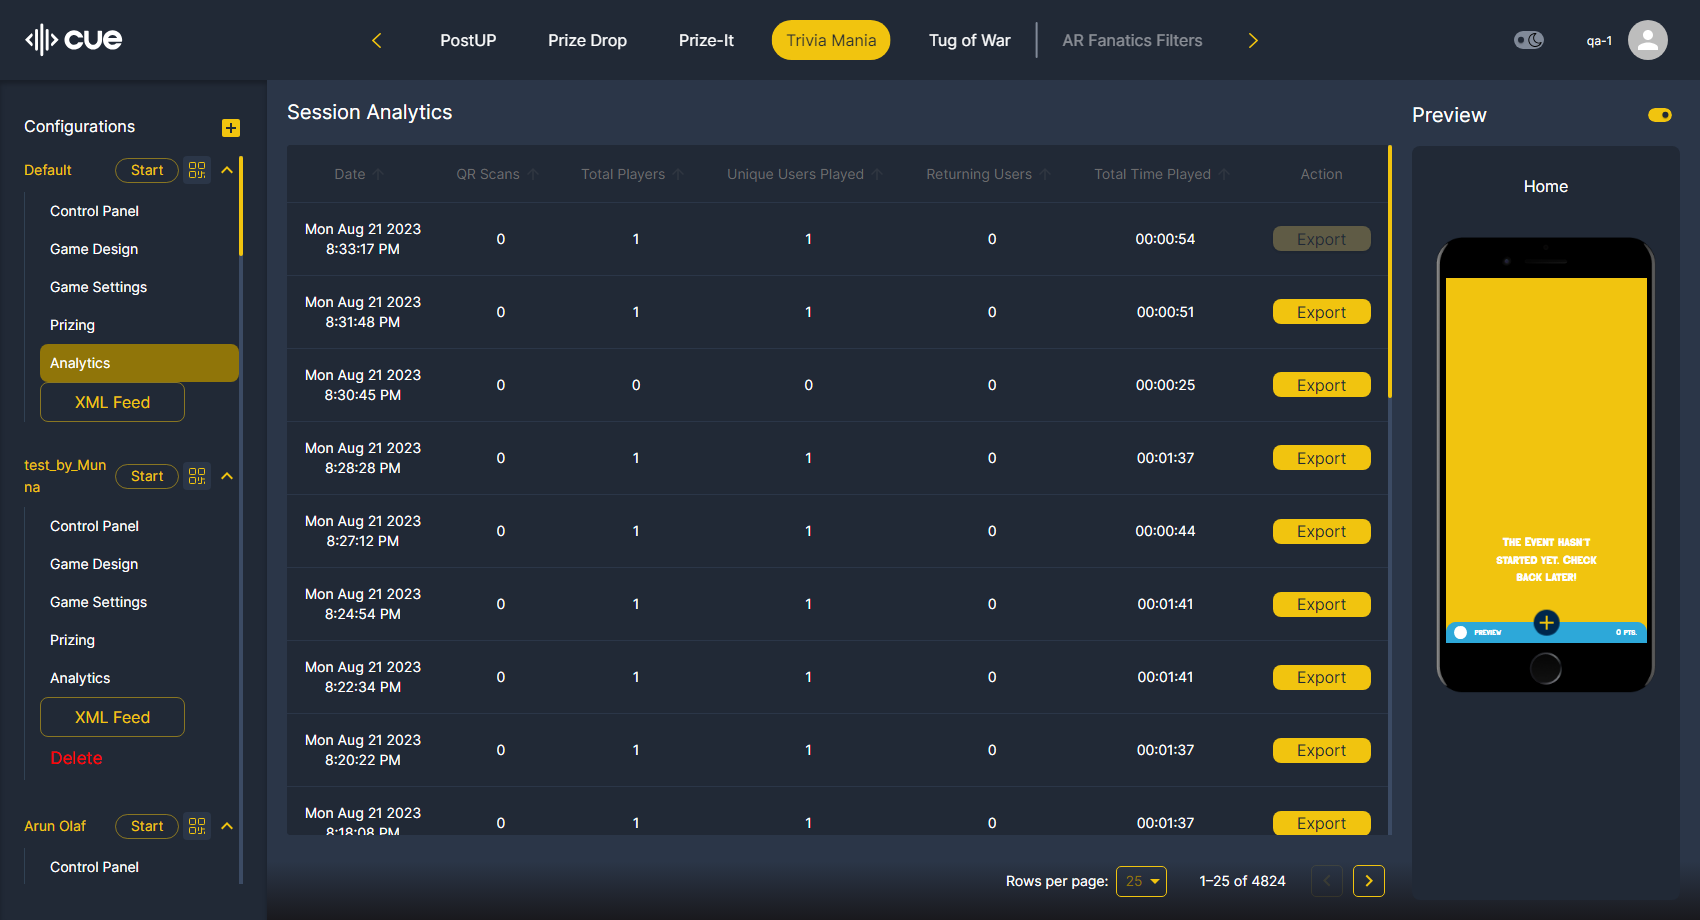 cue
PostUP
Prize Drop
Prize-It
Trivia Mania
Tug of War
AR Fanatics Filters
qa-1
Configurations
Default
Start
Control Panel
Game Design
Game Settings
Prizing
Analytics
XML Feed
test_by_Mun
na
Start
Control Panel
Game Design
Game Settings
Prizing
Analytics
XML Feed
Delete
Arun Olaf
Start
Control Panel
Session Analytics
Date QR Scans Total Players Unique Users Played Returning Users Total Time Played Action
Mon Aug 21 2023
8:33:17 PM 0 1 1 0 00:00:54 Export
Mon Aug 21 2023
8:31:48 PM 0 1 1 0 00:00:51 Export
Mon Aug 21 2023
8:30:45 PM 0 0 0 0 00:00:25 Export
Mon Aug 21 2023
8:28:28 PM 0 1 1 0 00:01:37 Export
Mon Aug 21 2023
8:27:12 PM 0 1 1 0 00:00:44 Export
Mon Aug 21 2023
8:24:54 PM 0 1 1 0 00:01:41 Export
Mon Aug 21 2023
8:22:34 PM 0 1 1 0 00:01:41 Export
Mon Aug 21 2023
8:20:22 PM 0 1 1 0 00:01:37 Export
Mon Aug 21 2023
8:18:08 PM 0 1 1 0 00:01:37 Export
Rows per page: 25 1–25 of 4824
Preview
Home
The Event hasn't
started yet. Check
back later!
PREVIEW
0 PTS.